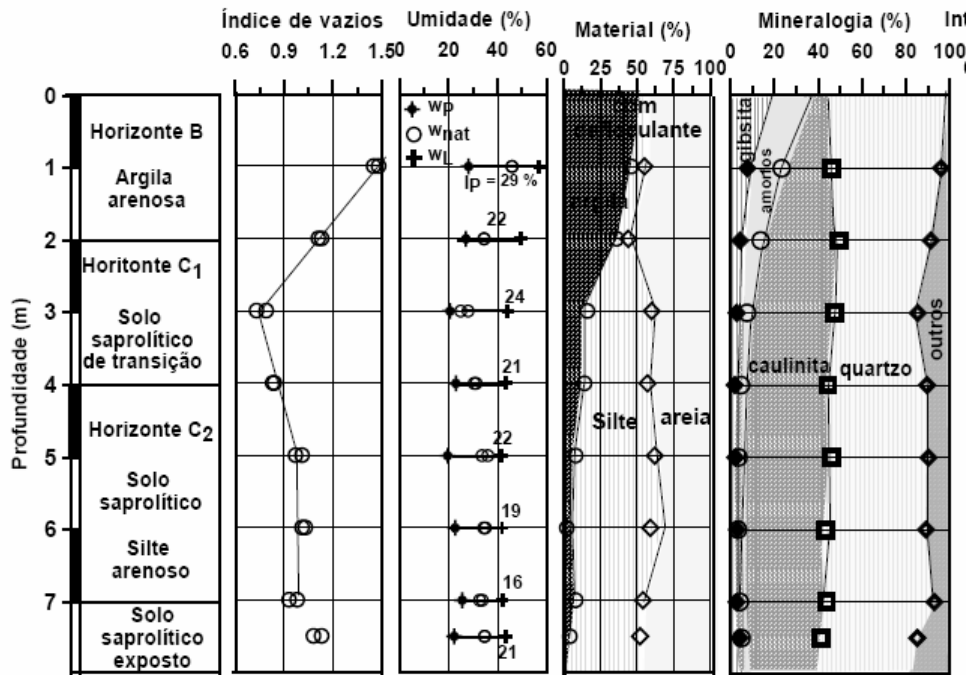 Índice de vazios
0.6 0.9 1.2 1.5
Umidade (%)
0 20 40 60
Material (%)
0 25 50 75 100
Mineralogia (%)
0 20 40 60 80 100
Int
Profundidade (m)
0
1
2
3
4
5
6
7
Horizonte B
Argila
arenosa
Horitonte C1
Solo
saprolítico
de transição
Horizonte C2
Solo
saprolítico
Silte
arenoso
Solo
saprolítico
exposto
wP
wnat
wL
Ip = 29 %
22
24
21
22
19
16
21
com
defloculante
argila
Silte
areia
gibsita
amorfos
caulinita
quartzo
outros